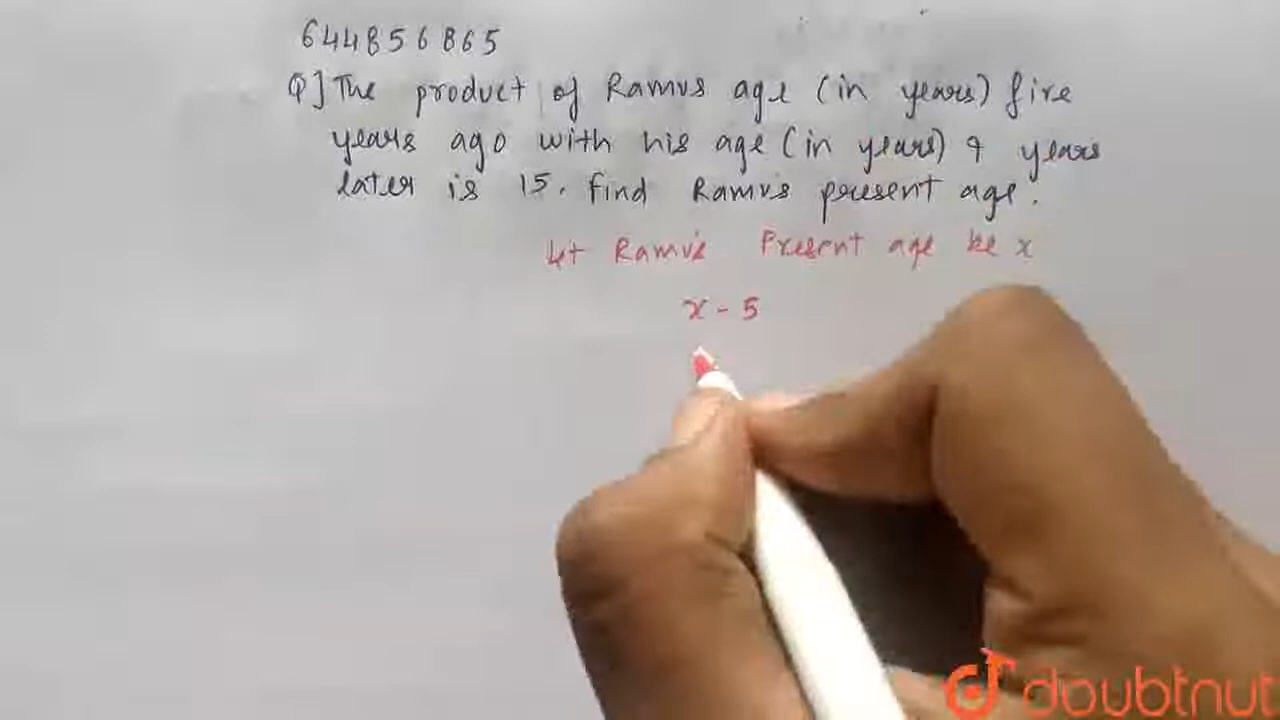 644856865
Q] The product of Ramus age (in years) five
years ago with his age (in years) 9 years
later is 15. find Ramu's present age.
let Ramu's Present age be x
x - 5
doubtnut